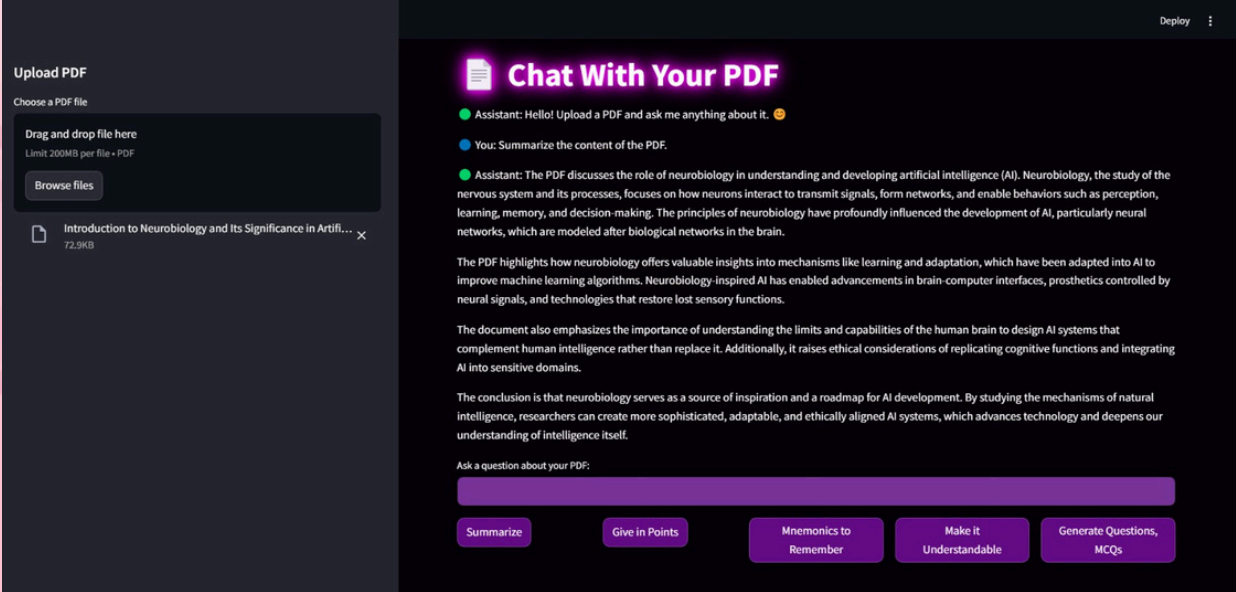 Deploy
Upload PDF
Choose a PDF file
Drag and drop file here
Limit 200MB per file • PDF
Browse files
Introduction to Neurobiology and Its Significance in Artifi...
72.9KB
Chat With Your PDF
Assistant: Hello! Upload a PDF and ask me anything about it. 😊
You: Summarize the content of the PDF.
Assistant: The PDF discusses the role of neurobiology in understanding and developing artificial intelligence (AI). Neurobiology, the study of the
nervous system and its processes, focuses on how neurons interact to transmit signals, form networks, and enable behaviors such as perception,
learning, memory, and decision-making. The principles of neurobiology have profoundly influenced the development of AI, particularly neural
networks, which are modeled after biological networks in the brain.
The PDF highlights how neurobiology offers valuable insights into mechanisms like learning and adaptation, which have been adapted into AI to
improve machine learning algorithms. Neurobiology-inspired AI has enabled advancements in brain-computer interfaces, prosthetics controlled by
neural signals, and technologies that restore lost sensory functions.
The document also emphasizes the importance of understanding the limits and capabilities of the human brain to design AI systems that
complement human intelligence rather than replace it. Additionally, it raises ethical considerations of replicating cognitive functions and integrating
AI into sensitive domains.
The conclusion is that neurobiology serves as a source of inspiration and a roadmap for AI development. By studying the mechanisms of natural
intelligence, researchers can create more sophisticated, adaptable, and ethically aligned AI systems, which advances technology and deepens our
understanding of intelligence itself.
Ask a question about your PDF:
Summarize
Give in Points
Mnemonics to
Remember
Make it
Understandable
Generate Questions,
MCQs